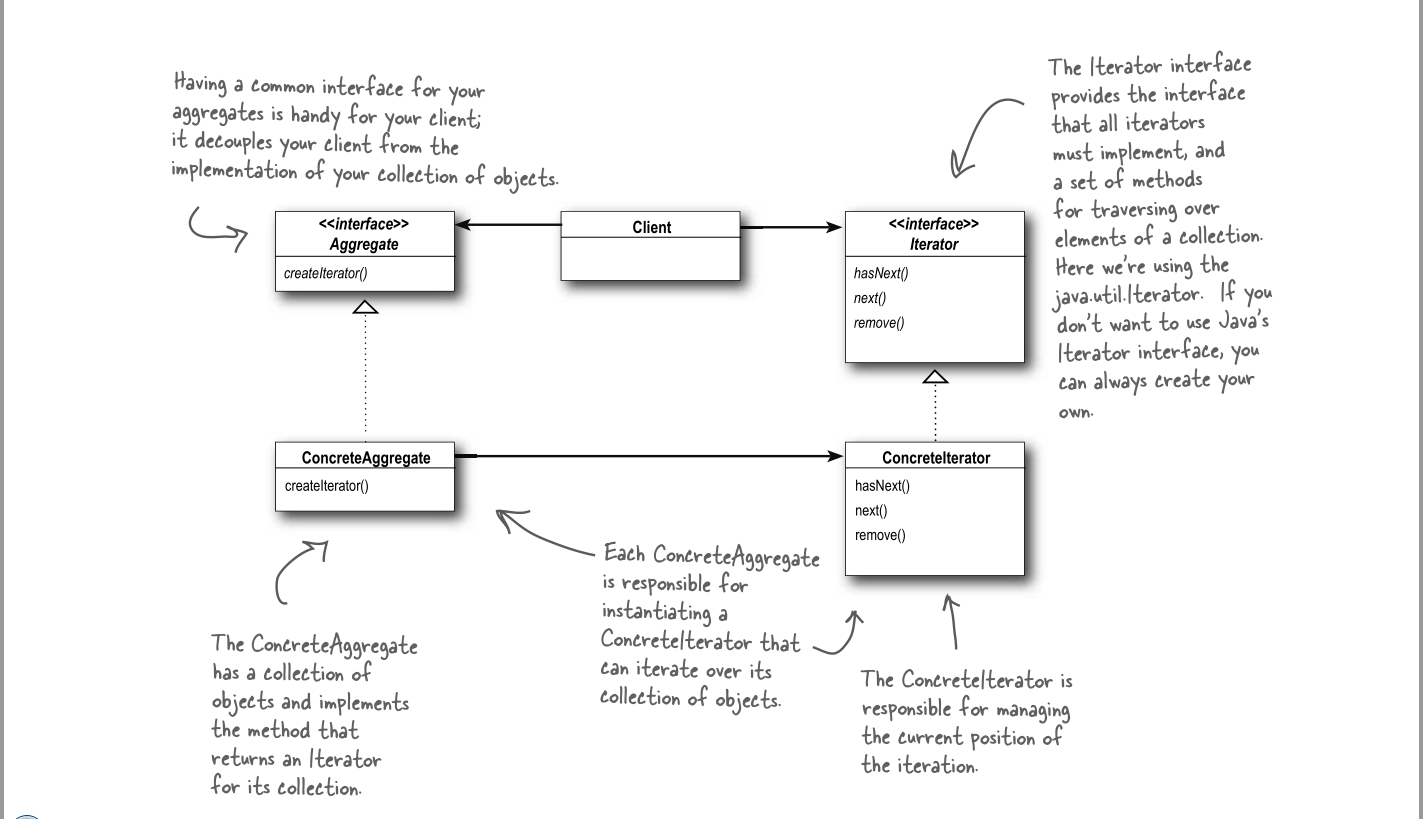 Having a common interface for your
aggregates is handy for your client;
it decouples your client from the
implementation of your collection of objects.
The Iterator interface
provides the interface
that all iterators
must implement, and
a set of methods
for traversing over
elements of a collection.
Here we're using the
java.util.Iterator. If you
don't want to use Java's
Iterator interface, you
can always create your
own.
<<interface>>
Aggregate
createIterator()
Client
<<interface>>
Iterator
hasNext()
next()
remove()
ConcreteAggregate
createIterator()
ConcreteIterator
hasNext()
next()
remove()
Each ConcreteAggregate
is responsible for
instantiating a
ConcreteIterator that
can iterate over its
collection of objects.
The ConcreteAggregate
has a collection of
objects and implements
the method that
returns an Iterator
for its collection.
The ConcreteIterator is
responsible for managing
the current position of
the iteration.